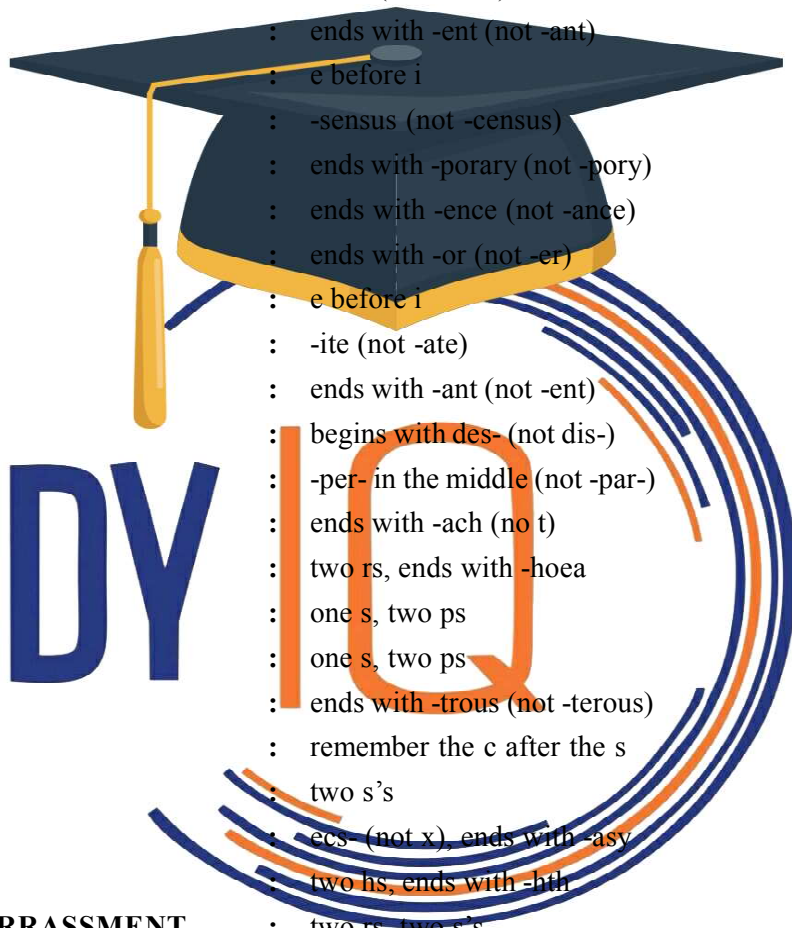 : ends with -ent (not -ant)
: e before i
: -sensus (not -census)
: ends with -porary (not -pory)
: ends with -ence (not -ance)
: ends with -or (not -er)
: e before i
: -ite (not -ate)
: ends with -ant (not -ent)
: begins with des- (not dis-)
: -per- in the middle (not -par-)
: ends with -ach (no t)
: two rs, ends with -hoea
: one s, two ps
: one s, two ps
: ends with -trous (not -terous)
: remember the c after the s
: two s's
: ecs- (not x), ends with -asy
: two hs, ends with -hth
RRASSMENT : two rs, two s's
DY IQ